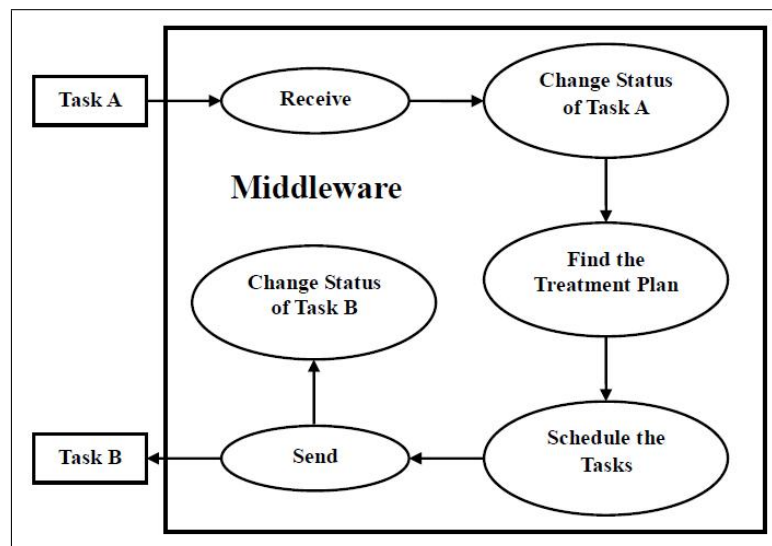 Task A
Receive
Change Status
of Task A
Middleware
Find the
Treatment Plan
Change Status
of Task B
Schedule the
Tasks
Send
Task B